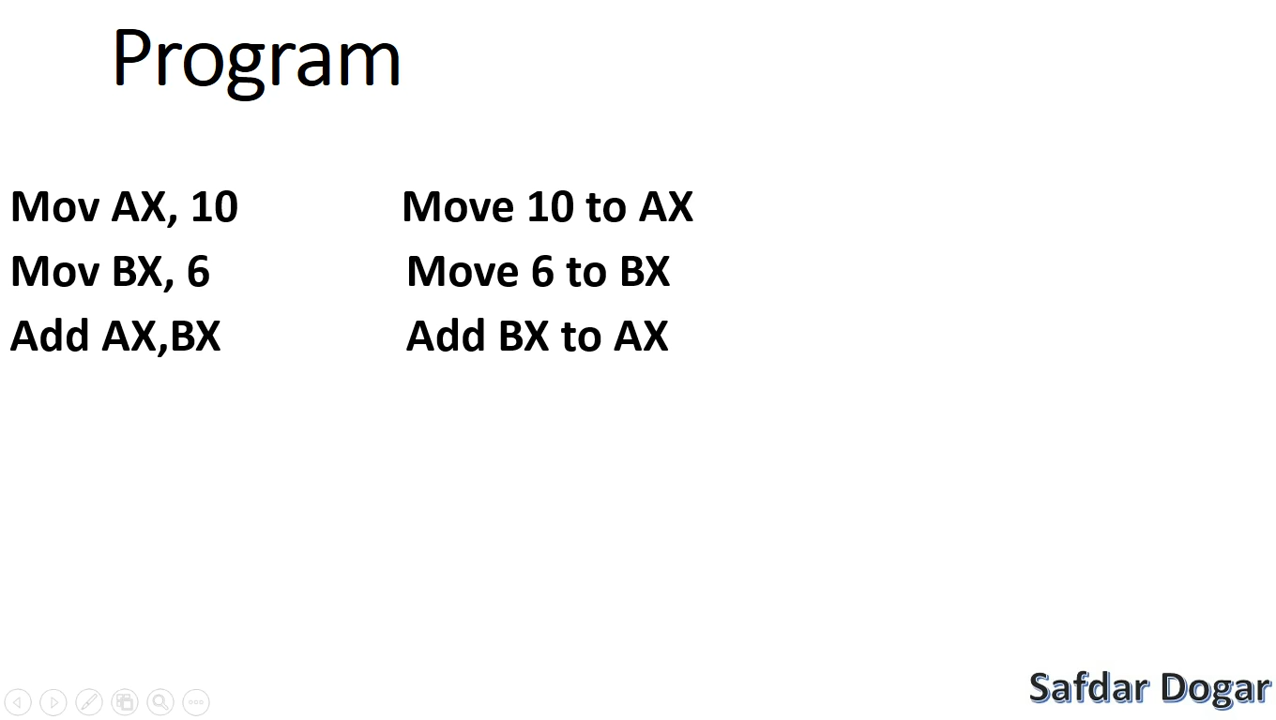 Program
Mov AX, 10 Move 10 to AX
Mov BX, 6 Move 6 to BX
Add AX,BX Add BX to AX
Safdar Dogar